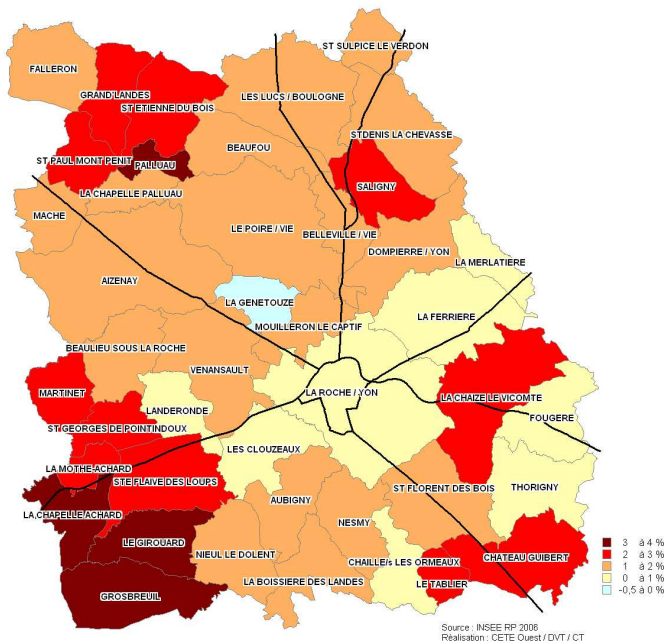 ST SULPICE LE VERDON
FALLERON
GRAND'LANDES
LES LUCS / BOULOGNE
ST ETIENNE DU BOIS
ST DENIS LA CHEVASSE
BEAUFOU
ST PAUL MONT PENIT
PALLUAU
SALIGNY
LA CHAPELLE PALLUAU
MACHE
LE POIRE / VIE
BELLEVILLE / VIE
DOMPIERRE / YON
LA MERLATIERE
AIZENAY
LA GENETOUZE
LA FERRIERE
MOUILLERON LE CAPTIF
BEAULIEU SOUS LA ROCHE
VENANSAULT
MARTINET
LA ROCHE / YON
LA CHAIZE LE VICOMTE
LANDERONDE
FOUGERE
ST GEORGES DE POINTINDOUX
LES CLOUZEAUX
LA MOTHE-ACHARD
STE FLAIVE DES LOUPS
ST FLORENT DES BOIS
THORIGNY
AUBIGNY
LA CHAPELLE ACHARD
NESMY
LE GIROUARD
NIEUL LE DOLENT
CHAILLE/s LES ORMEAUX
CHATEAU GUIBERT
LA BOISSIERE DES LANDES
LE TABLIER
GROSBREUIL
3 à 4 %
2 à 3 %
1 à 2 %
0 à 1 %
-0,5 à 0 %
Source : INSEE RP 2006
Réalisation : CETE Ouest / DVT / CT